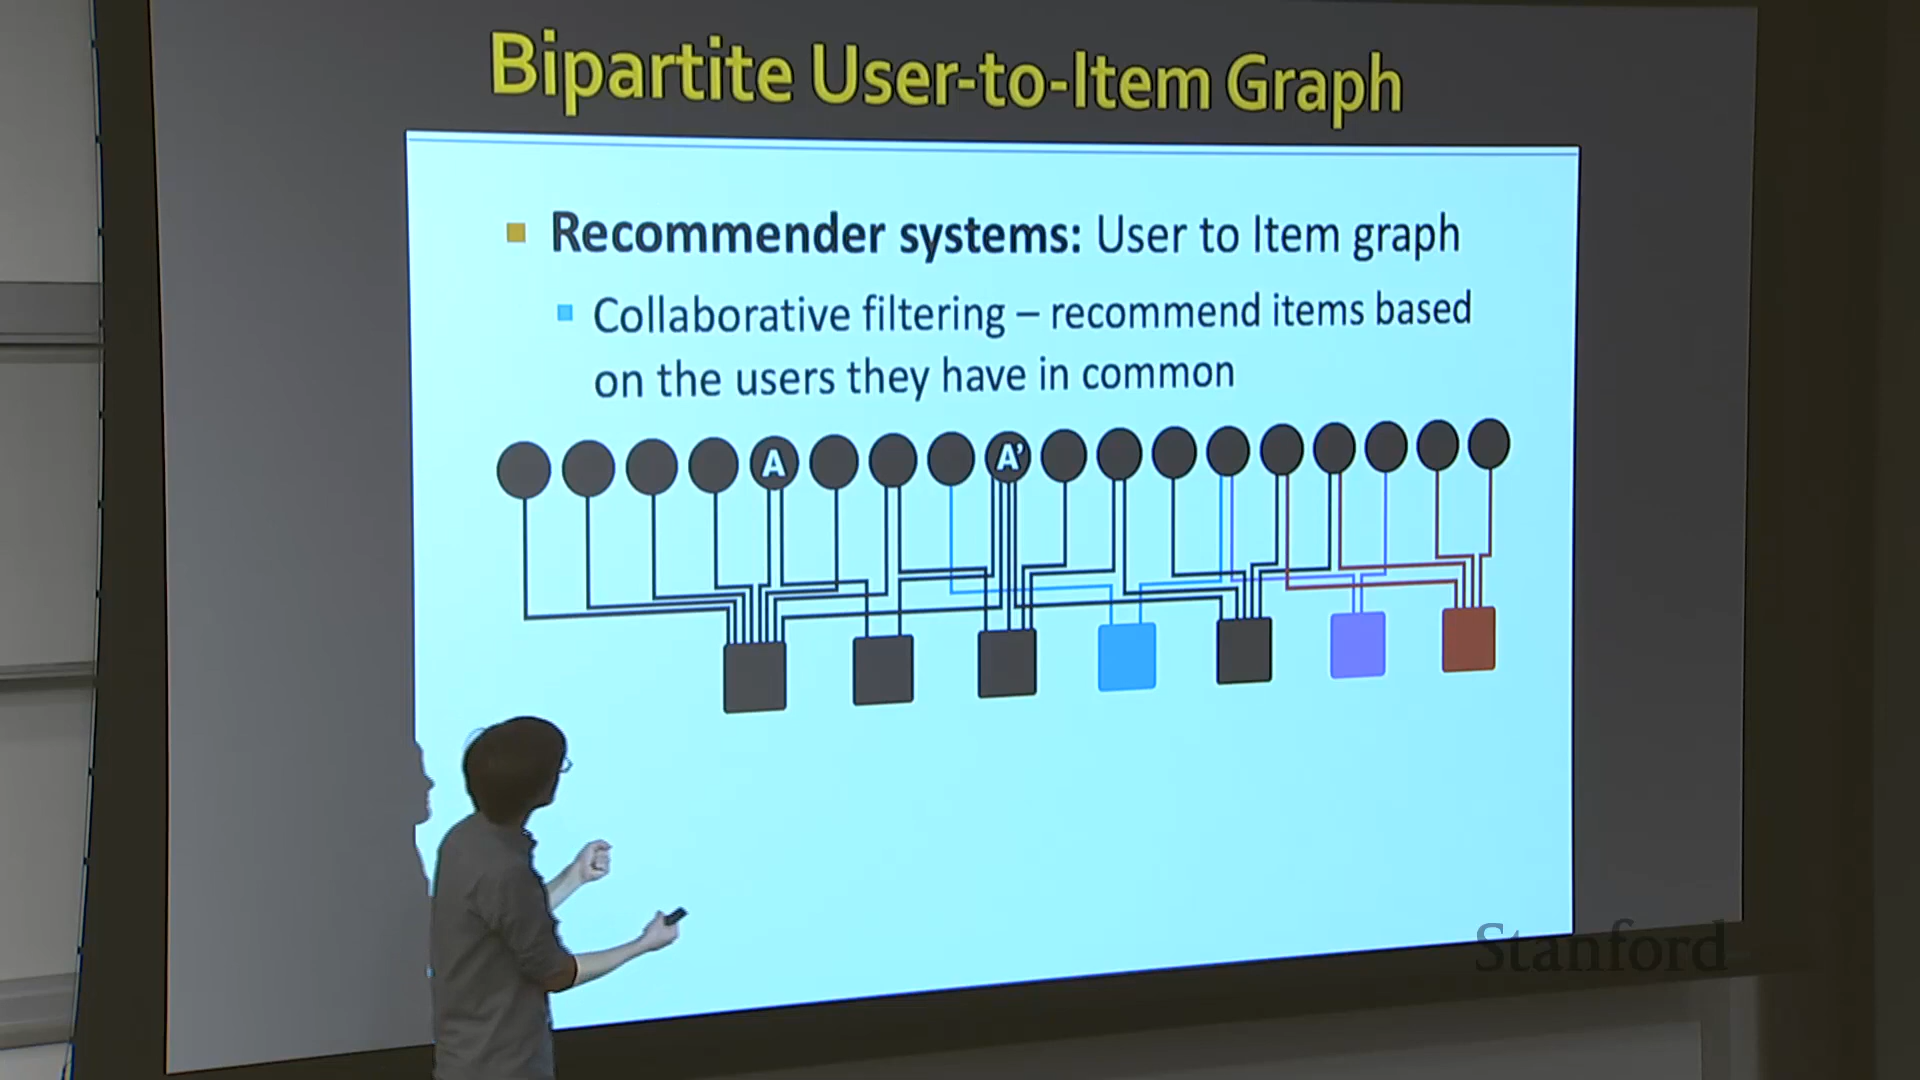 Bipartite User-to-Item Graph
Recommender systems: User to Item graph
Collaborative filtering – recommend items based
on the users they have in common
A A'
Stanford